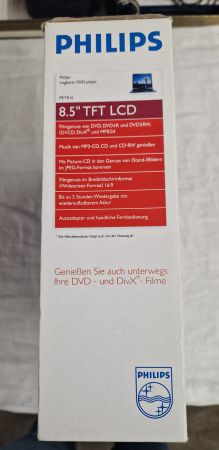 PHILIPS
Philips
tragbarer DVD-player
PET816
8.5" TFT LCD
Filmgenuss von DVD, DVD±R und DVD±RW,
(S)VCD, DivX® und MPEG4
Musik von MP3-CD, CD und CD-RW genießen
Mit Picture-CD in den Genuss von (Stand-)Bildern
im JPEG-Format kommen
Filmgenuss im Breitbildschirmformat
(Widescreen-Format) 16:9
Bis zu 2 Stunden Wiedergabe mit
wiederaufladbarem Akku*
Autoadapter und handliche Fernbedienung
Genießen Sie auch unterwegs
Ihre DVD - und DivX® - Filme
PHILIPS